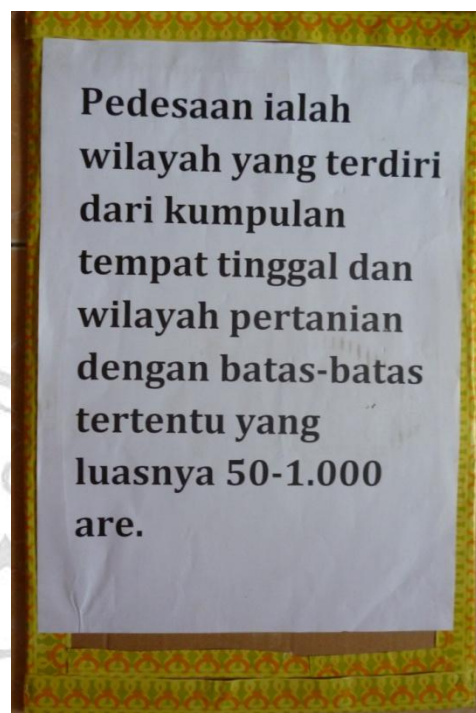 Pedesaan ialah
wilayah yang terdiri
dari kumpulan
tempat tinggal dan
wilayah pertanian
dengan batas-batas
tertentu yang
luasnya 50-1.000
are.